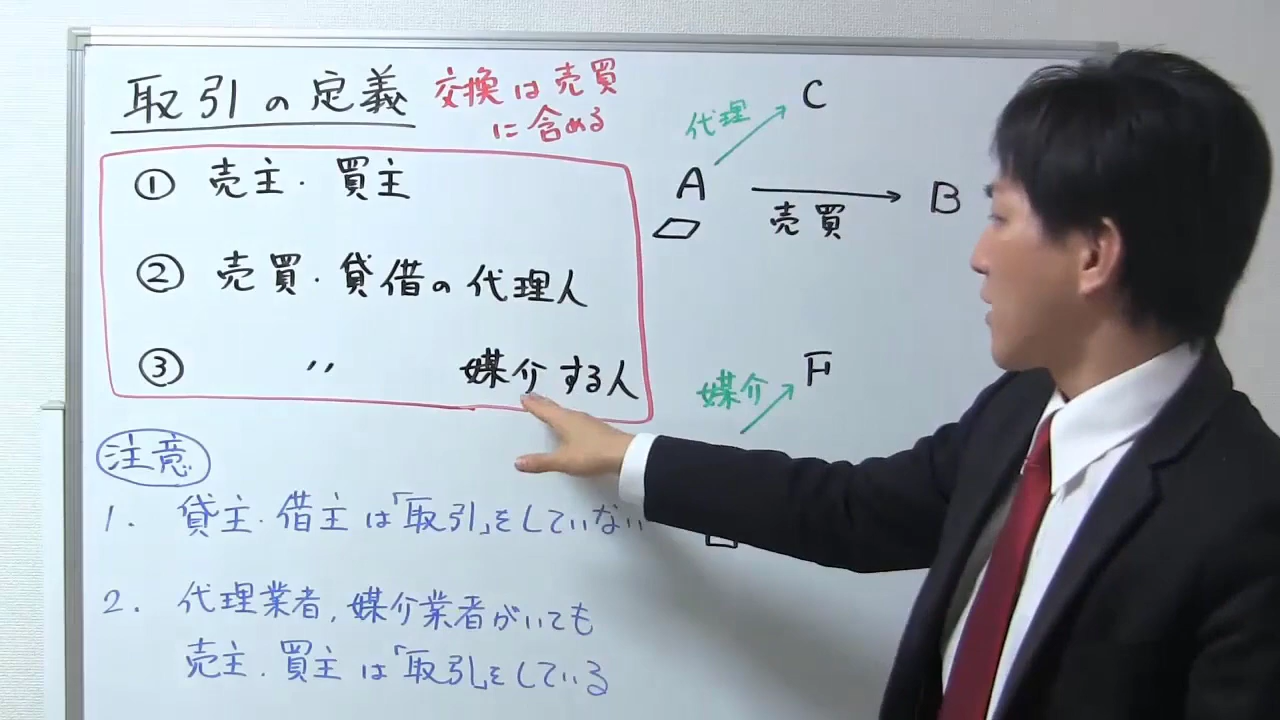 取引の定義
交換は売買
に含める
① 売主・買主
② 売買・貸借の代理人
③ 〃 媒介する人
注意
1. 貸主・借主は「取引」をしていない
2. 代理業者,媒介業者がいても
売主・買主は「取引」をしている
代理
C
A
売買
B
媒介
F